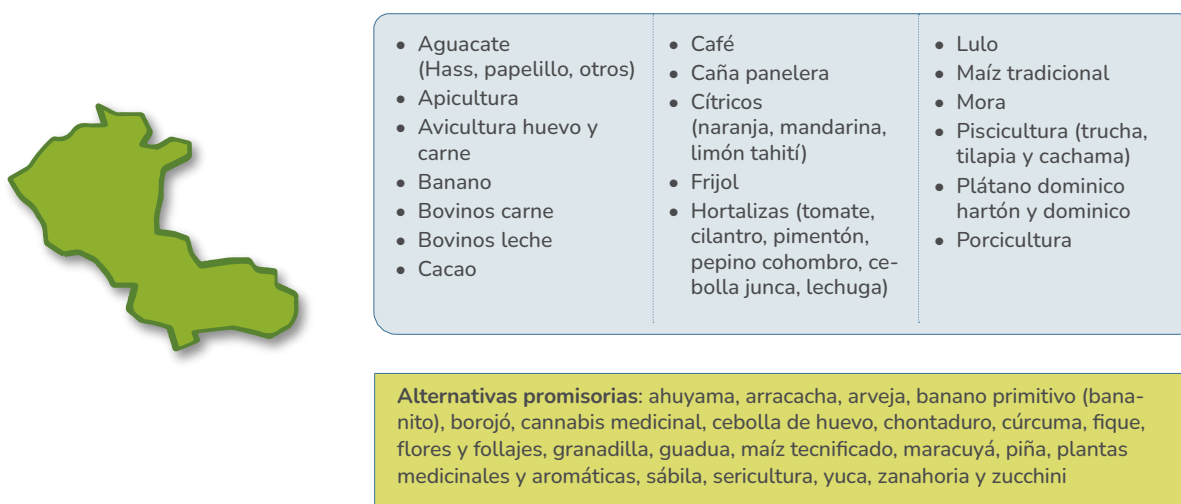 • Aguacate
(Hass, papelillo, otros)
• Apicultura
• Avicultura huevo y
carne
• Banano
• Bovinos carne
• Bovinos leche
• Cacao
• Café
• Caña panelera
• Cítricos
(naranja, mandarina,
limón tahití)
• Frijol
• Hortalizas (tomate,
cilantro, pimentón,
pepino cohombro, ce-
bolla junca, lechuga)
• Lulo
• Maíz tradicional
• Mora
• Piscicultura (trucha,
tilapia y cachama)
• Plátano dominico
hartón y dominico
• Porcicultura
Alternativas promisorias: ahuyama, arracacha, arveja, banano primitivo (bana-
nito), borojó, cannabis medicinal, cebolla de huevo, chontaduro, cúrcuma, fique,
flores y follajes, granadilla, guadua, maíz tecnificado, maracuyá, piña, plantas
medicinales y aromáticas, sábila, sericultura, yuca, zanahoria y zucchini